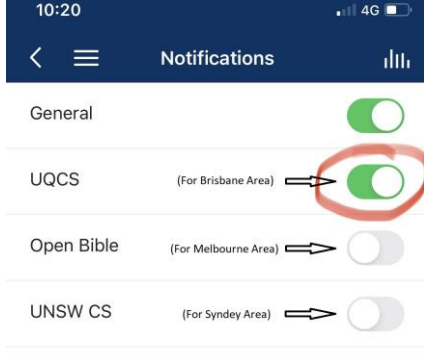 10:20 4G
Notifications
General
UQCS (For Brisbane Area)
Open Bible (For Melbourne Area)
UNSW CS (For Syndey Area)